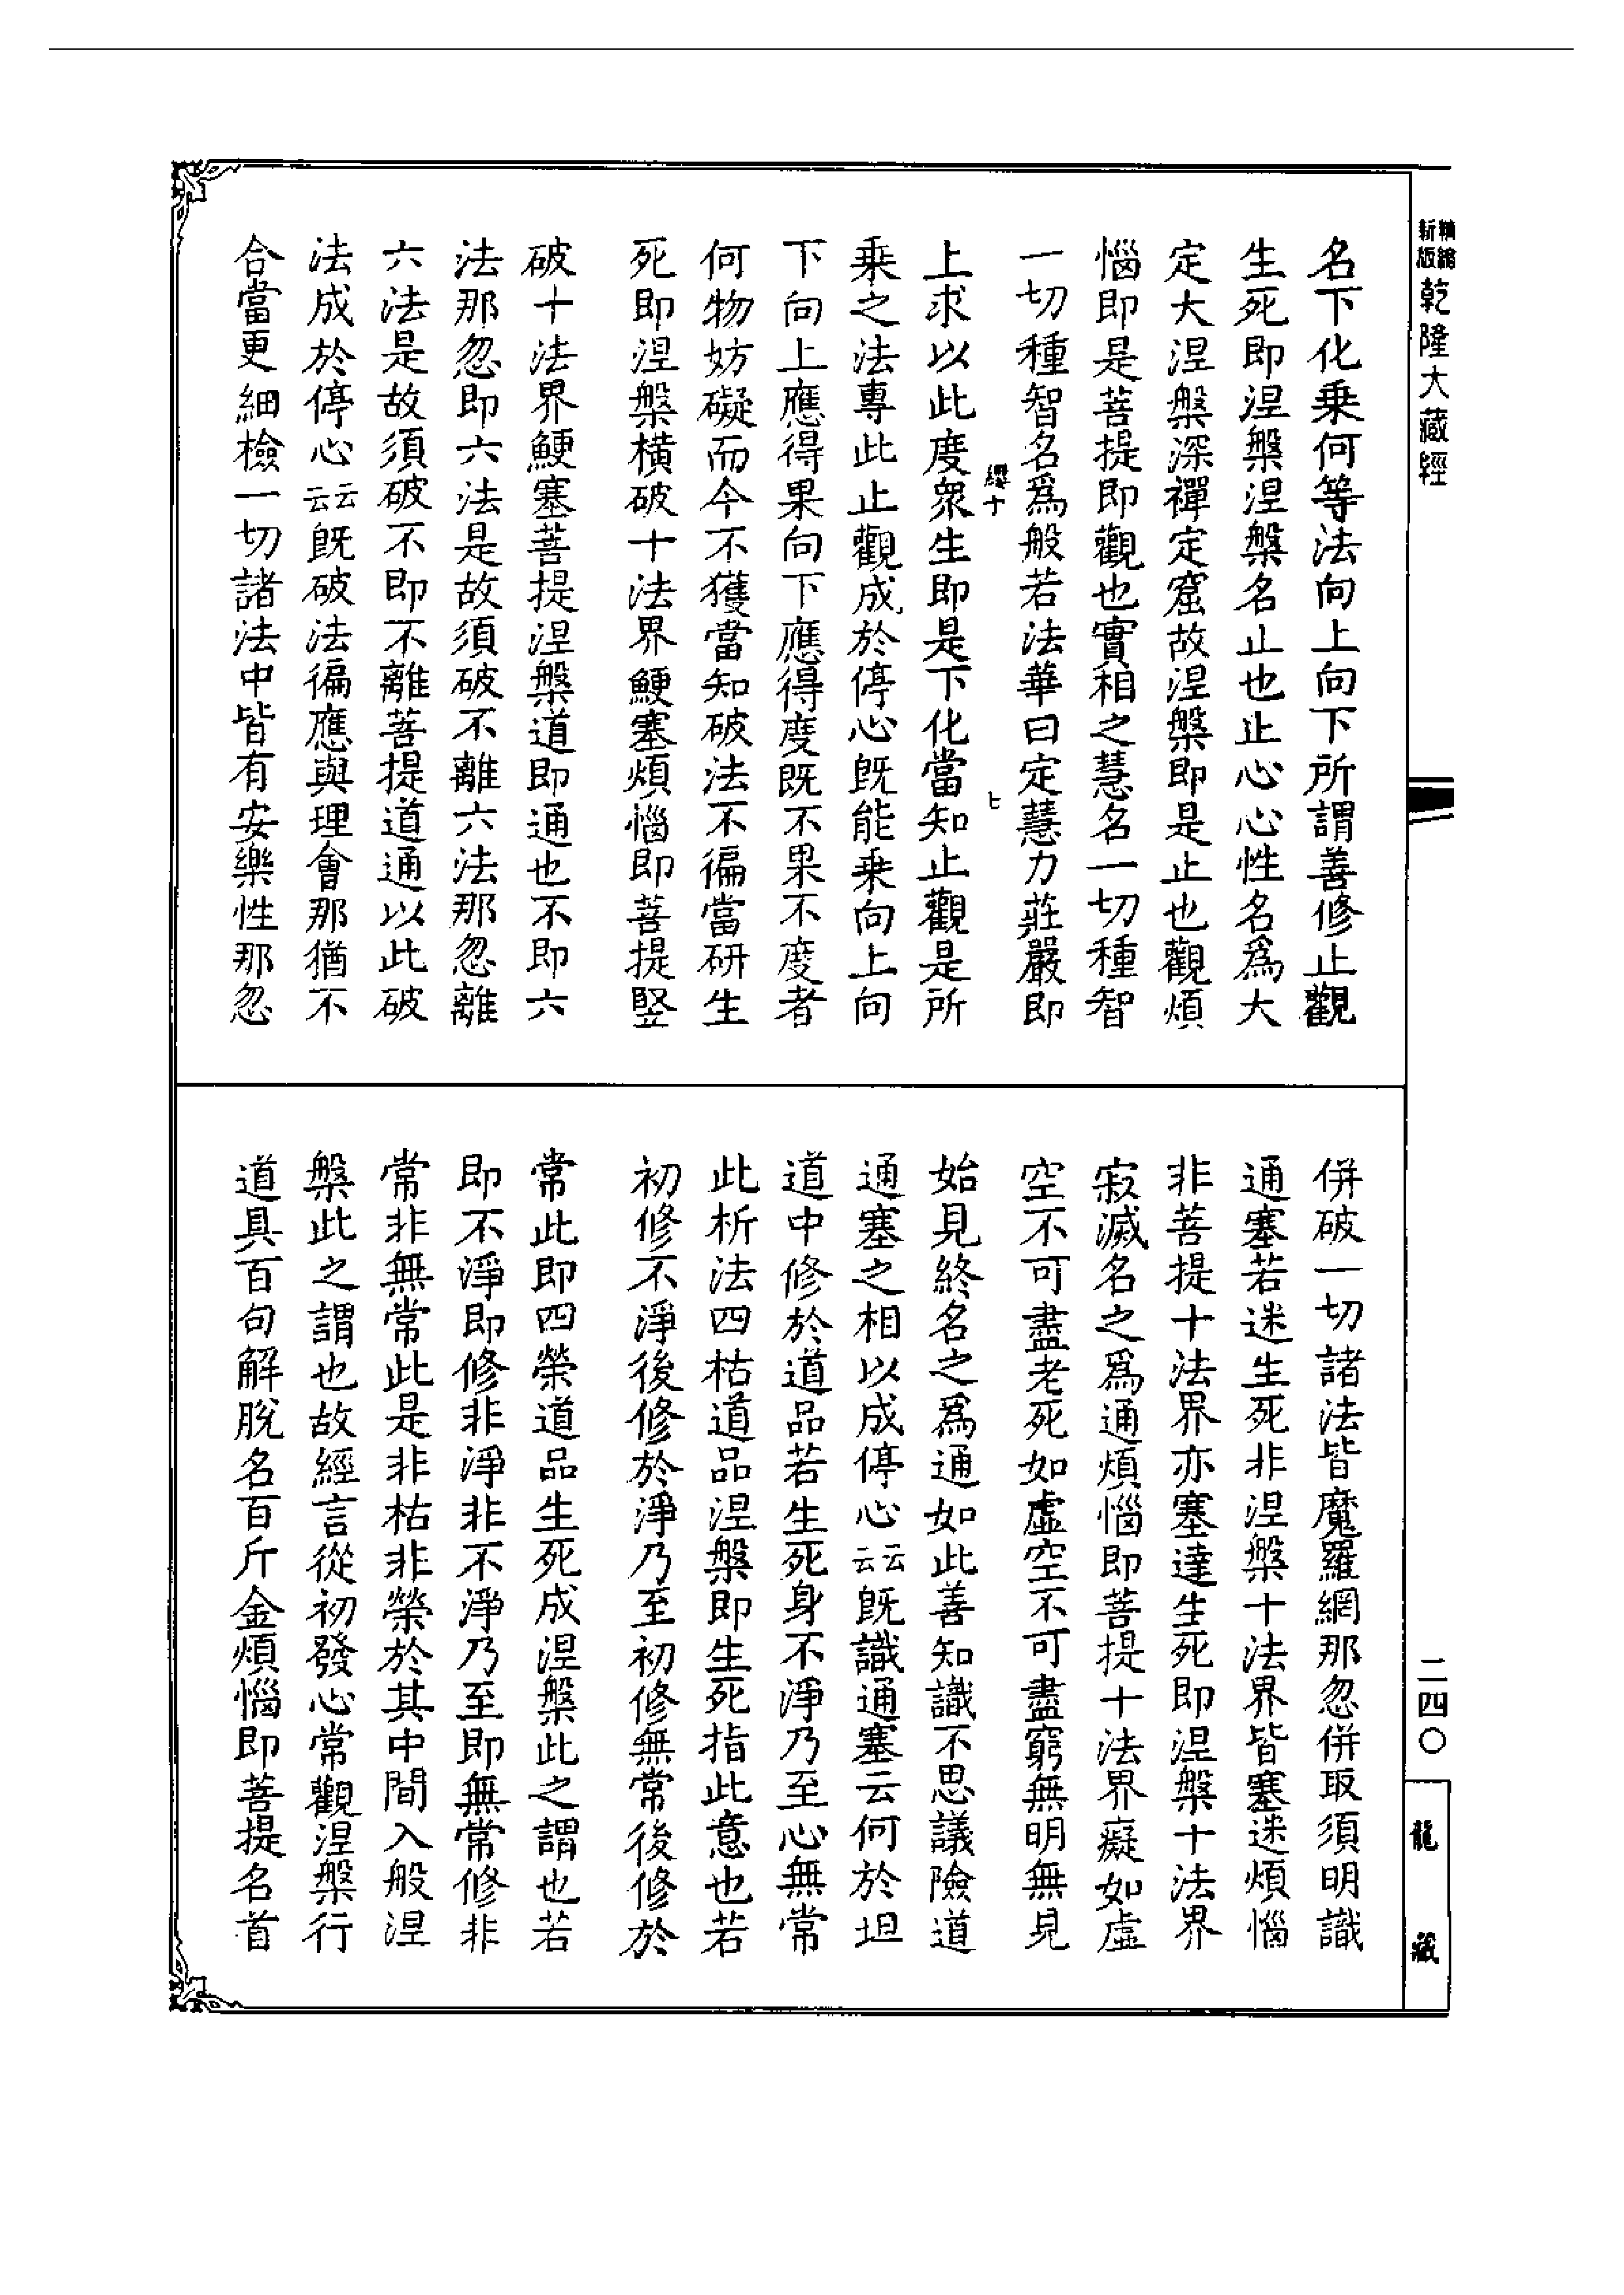 新版精縮乾隆大藏經
名下化乗何等法向上向下所謂善修止觀
生死即涅槃涅槃名止也止心心性名爲大
定大涅槃深禪定窟故涅槃即是止也觀煩
惱即是菩提即觀也實相之慧名一切種智
一切種智名爲般若法華曰定慧力莊嚴即
纓十 七
上求以此度衆生即是下化當知止觀是所
乗之法專此止觀成於停心旣能乗向上向
下向上應得果向下應得度既不果不度者
何物妨礙而今不獲當知破法不徧當研生
死即涅槃橫破十法界鯁塞煩惱即菩提竪
破十法界鯁塞菩提涅槃道即通也不即六
法那忽即六法是故須破不離六法那忽離
六法是故須破不即不離菩提道通以此破
法成於停心云云旣破法徧應與理會那猶不
合當更細檢一切諸法中皆有安樂性那忽
併破一切諸法皆魔羅網那忽併取須明識
通塞若迷生死非涅槃十法界皆塞迷煩惱
非菩提十法界亦塞達生死即涅槃十法界
寂滅名之爲通煩惱即菩提十法界癡如虛
空不可盡老死如虛空不可盡窮無明無見
始見終名之爲通如此善知識不思議險道
通塞之相以成停心云云旣識通塞云何於坦
道中修於道品若生死身不淨乃至心無常
此析法四枯道品涅槃即生死指此意也若
初修不淨後修於淨乃至初修無常後修於
常此即四榮道品生死成涅槃此之謂也若
即不淨即修非淨非不淨乃至即無常修非
常非無常此是非枯非榮於其中間入般涅
槃此之謂也故經言從初發心常觀涅槃行
道具百句解脫名百斤金煩惱即菩提名首
二四〇
龍藏